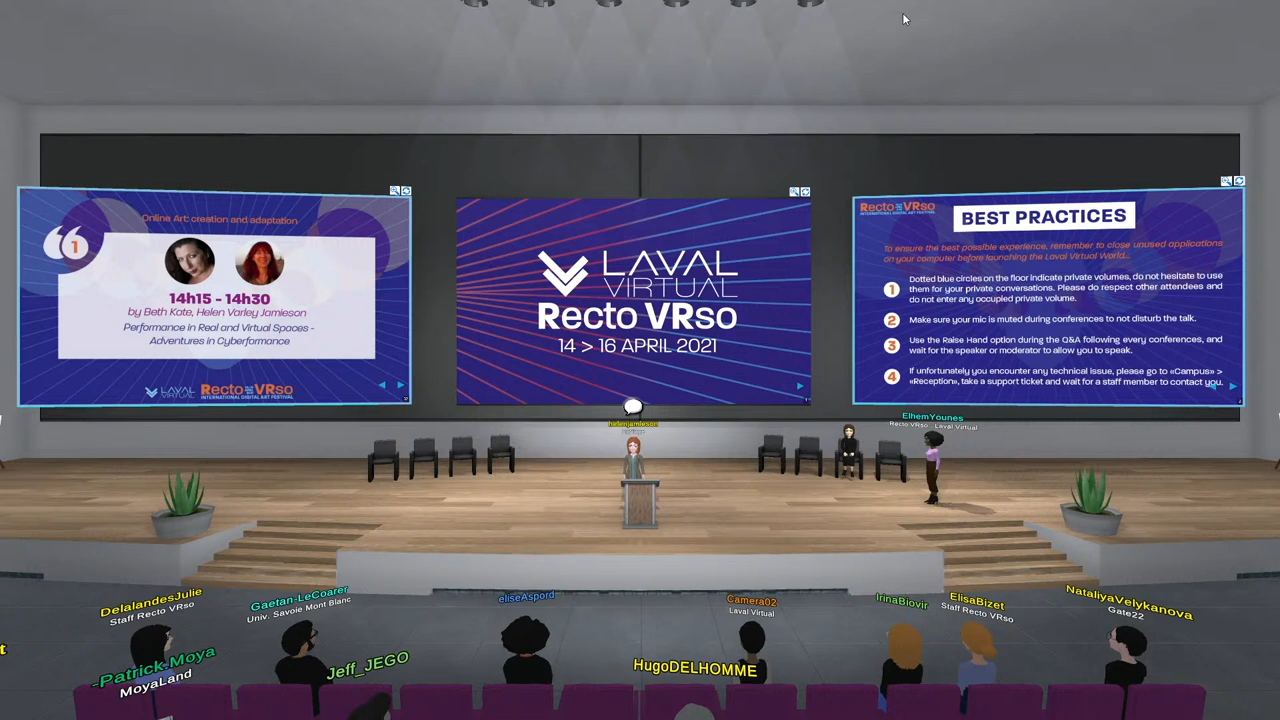 Online Art: creation and adaptation
1
14h15 - 14h30
by Beth Kate, Helen Varley Jamieson
Performance in Real and Virtual Spaces -
Adventures in Cyberformance
LAVAL
VIRTUAL
Recto VRso
INTERNATIONAL DIGITAL ART FESTIVAL
LAVAL
VIRTUAL
Recto VRso
14 > 16 APRIL 2021
Recto VRso
INTERNATIONAL DIGITAL ART FESTIVAL
BEST PRACTICES
To ensure the best possible experience, remember to close unused applications
on your computer before launching the Laval Virtual World...
1 Dotted blue circles on the floor indicate private volumes, do not hesitate to use
them for your private conversations. Please do respect other attendees and
do not enter any occupied private volume.
2 Make sure your mic is muted during conferences to not disturb the talk.
3 Use the Raise Hand option during the Q&A following every conferences, and
wait for the speaker or moderator to allow you to speak.
4 If unfortunately you encounter any technical issue, please go to «Campus» >
«Reception», take a support ticket and wait for a staff member to contact you.
helenjamieson
ElhemYounes
Recto VRso - Laval Virtual
DelalandesJulie
Staff Recto VRso
Gaetan-LeCoarer
Univ. Savoie Mont Blanc
eliseAspord
Camera02
Laval Virtual
IrinaBiovir
ElisaBizet
Staff Recto VRso
NataliyaVelykanova
Gate22
-Patrick.Moya
MoyaLand
Jeff_JEGO
HugoDELHOMME